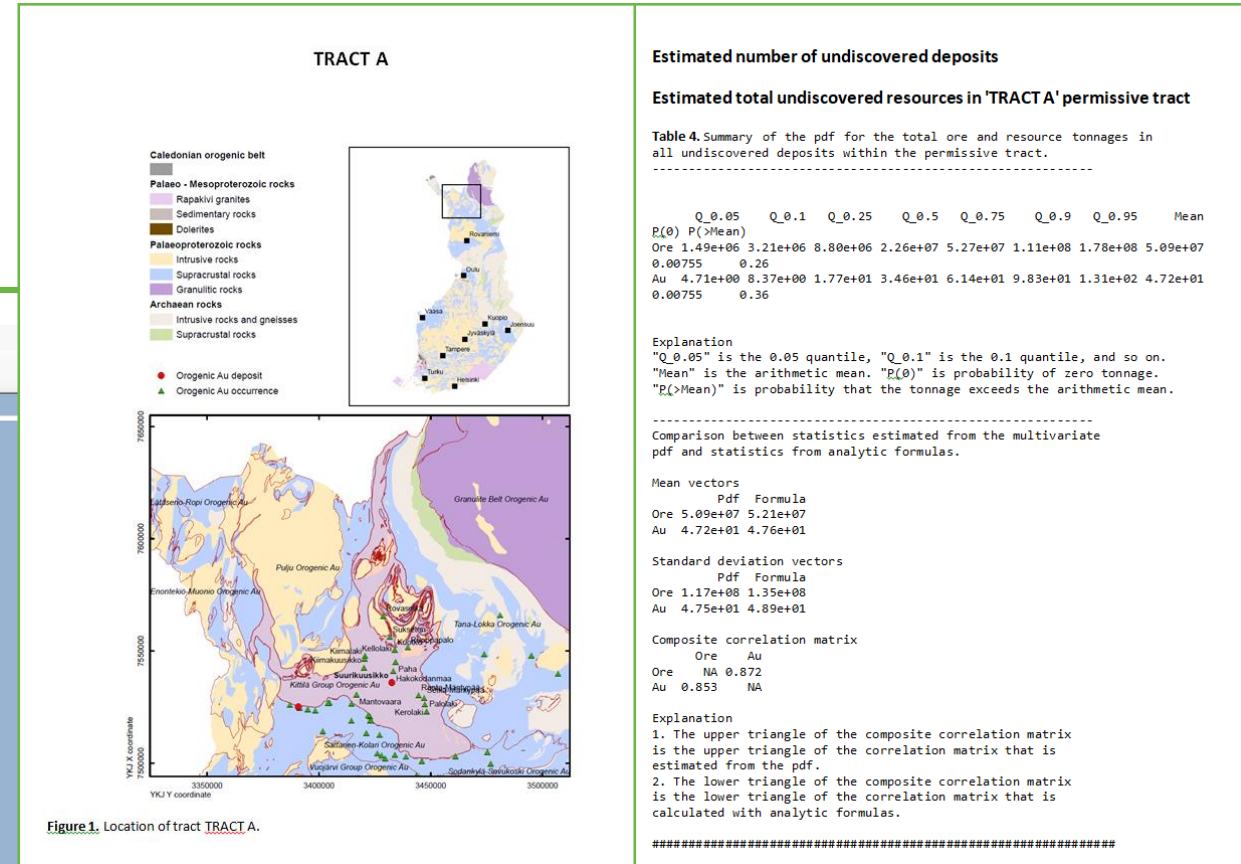 TRACT A
Caledonian orogenic belt
Palaeo - Mesoproterozoic rocks
Rapakivi granites
Sedimentary rocks
Dolerites
Palaeoproterozoic rocks
Intrusive rocks
Supracrustal rocks
Granulitic rocks
Archaean rocks
Intrusive rocks and gneisses
Supracrustal rocks
Orogenic Au deposit
Orogenic Au occurrence
Rovaniemi
Oulu
Vaasa
Kuopio
Joensuu
Jyväskylä
Tampere
Turku
Helsinki
7650000
7600000
7550000
7500000
YKJ X coordinate
Lätäseno-Ropi Orogenic Au
Granulite Belt Orogenic Au
Pulju Orogenic Au
Enontekiö-Muonio Orogenic Au
Tana-Lokka Orogenic Au
Kiimalaki
Kellolaki
Kiimakuusikko
Paha
Suurikuusikko
Hakokodanmaa
Kittilä Group Orogenic Au
Mantovaara
Palolaki
Kerolaki
Sattanen-Kolari Orogenic Au
Vuojärvi Group Orogenic Au
Sodankylä-Savukoski Orogenic Au
3350000 3400000 3450000 3500000
YKJ Y coordinate
Figure 1. Location of tract TRACT A.
Estimated number of undiscovered deposits
Estimated total undiscovered resources in 'TRACT A' permissive tract
Table 4. Summary of the pdf for the total ore and resource tonnages in
all undiscovered deposits within the permissive tract.
-------------------------------------------------------------
Q_0.05 Q_0.1 Q_0.25 Q_0.5 Q_0.75 Q_0.9 Q_0.95 Mean
P(0) P(>Mean)
Ore 1.49e+06 3.21e+06 8.80e+06 2.26e+07 5.27e+07 1.11e+08 1.78e+08 5.09e+07
0.00755 0.26
Au 4.71e+00 8.37e+00 1.77e+01 3.46e+01 6.14e+01 9.83e+01 1.31e+02 4.72e+01
0.00755 0.36
Explanation
"Q_0.05" is the 0.05 quantile, "Q_0.1" is the 0.1 quantile, and so on.
"Mean" is the arithmetic mean. "P(0)" is probability of zero tonnage.
"P(>Mean)" is probability that the tonnage exceeds the arithmetic mean.
-------------------------------------------------------------
Comparison between statistics estimated from the multivariate
pdf and statistics from analytic formulas.
Mean vectors
Pdf Formula
Ore 5.09e+07 5.21e+07
Au 4.72e+01 4.76e+01
Standard deviation vectors
Pdf Formula
Ore 1.17e+08 1.35e+08
Au 4.75e+01 4.89e+01
Composite correlation matrix
Ore Au
Ore NA 0.872
Au 0.853 NA
Explanation
1. The upper triangle of the composite correlation matrix
is the upper triangle of the correlation matrix that is
estimated from the pdf.
2. The lower triangle of the composite correlation matrix
is the lower triangle of the correlation matrix that is
calculated with analytic formulas.
################################################################